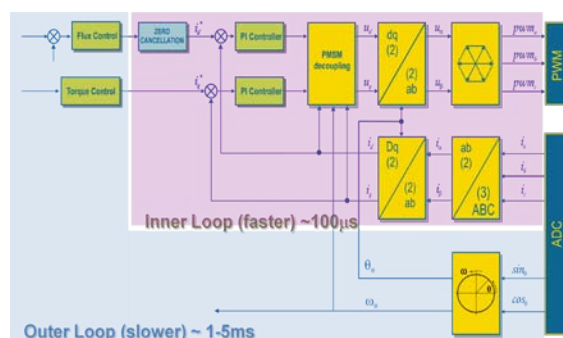 Flux Control
ZERO
CANCELLATION
i_d*
PI Controller
PMSM
decoupling
dq
(2)
(2)
ab
pwm
pwm
pwm
PWM
Torque Control
i_q*
PI Controller
Dq
(2)
(2)
ab
ab
(2)
(3)
ABC
ADC
Inner Loop (faster) ~100μs
ω
θ
sin
cos
Outer Loop (slower) ~ 1-5ms